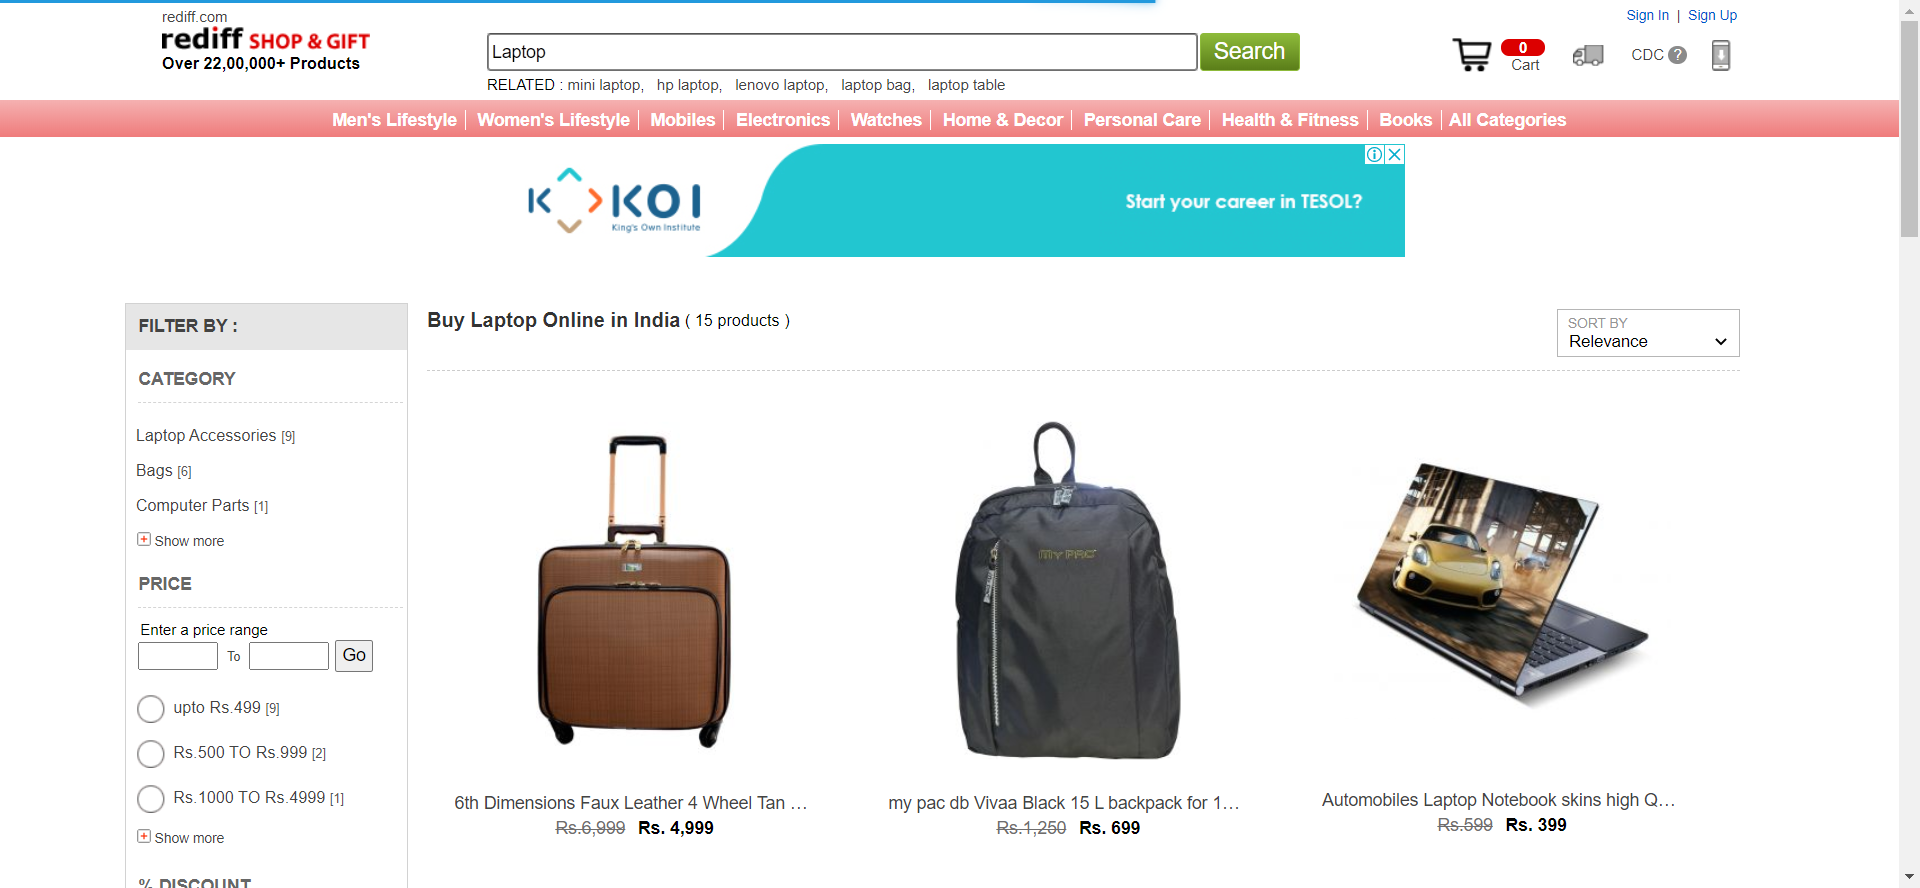 rediff.com
rediff SHOP & GIFT
Over 22,00,000+ Products
Laptop
Search
RELATED : mini laptop, hp laptop, lenovo laptop, laptop bag, laptop table
Sign In | Sign Up
0
Cart
CDC ?
Men's Lifestyle Women's Lifestyle Mobiles Electronics Watches Home & Decor Personal Care Health & Fitness Books All Categories
KOI
King's Own Institute
Start your career in TESOL?
FILTER BY :
CATEGORY
Laptop Accessories [9]
Bags [6]
Computer Parts [1]
Show more
PRICE
Enter a price range
To
Go
upto Rs.499 [9]
Rs.500 TO Rs.999 [2]
Rs.1000 TO Rs.4999 [1]
Show more
% DISCOUNT
Buy Laptop Online in India ( 15 products )
SORT BY
Relevance
MY PAC
6th Dimensions Faux Leather 4 Wheel Tan ...
Rs.6,999 Rs. 4,999
my pac db Vivaa Black 15 L backpack for 1...
Rs.1,250 Rs. 699
Automobiles Laptop Notebook skins high Q...
Rs.599 Rs. 399